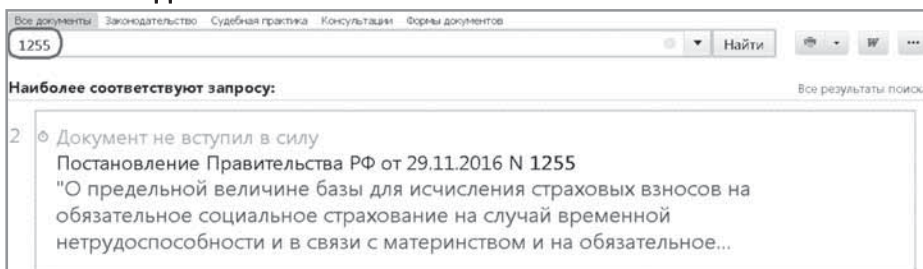 Все документы Законодательство Судебная практика Консультации Формы документов
1255 Найти W ...
Наиболее соответствуют запросу: Все результаты поиск
2 Документ не вступил в силу
Постановление Правительства РФ от 29.11.2016 N 1255
"О предельной величине базы для исчисления страховых взносов на
обязательное социальное страхование на случай временной
нетрудоспособности и в связи с материнством и на обязательное...